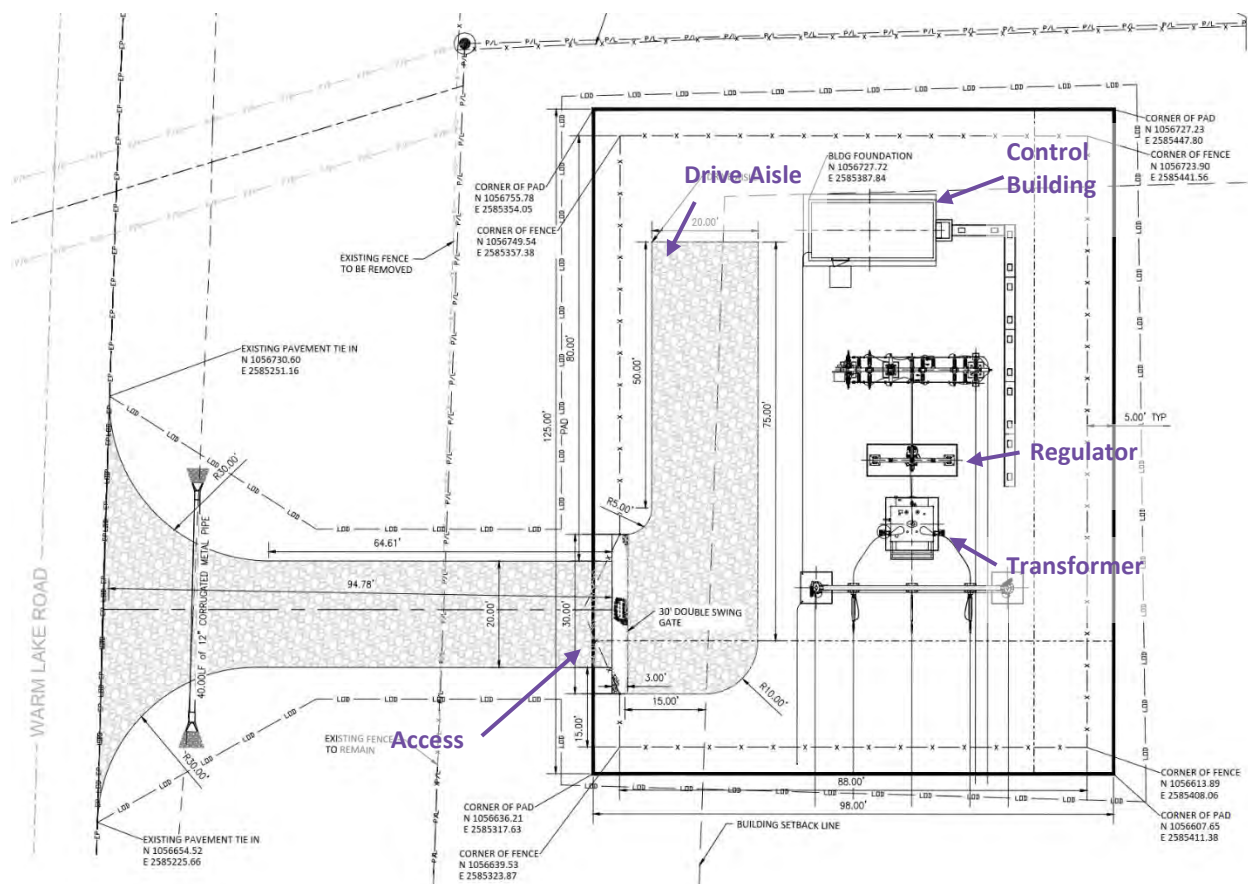 P/L
LOD
EP
CORNER OF PAD
N 1056727.23
E 2585447.80
CORNER OF FENCE
N 1056723.90
E 2585441.56
Control
Building
BLDG FOUNDATION
N 1056727.72
E 2585387.84
Drive Aisle
20.00'
CORNER OF PAD
N 1056755.78
E 2585354.05
CORNER OF FENCE
N 1056749.54
E 2585357.38
EXISTING FENCE
TO BE REMOVED
EXISTING PAVEMENT TIE IN
N 1056730.60
E 2585251.16
80.00'
50.00'
75.00'
125.00'
PAD
5.00' TYP
Regulator
R30.00'
R5.00'
64.61'
Transformer
94.78'
WARM LAKE ROAD
40.00LF of 12" CORRUGATED METAL PIPE
20.00'
30.00'
30' DOUBLE SWING
GATE
3.00'
15.00'
R10.00'
Access
15.00'
EXISTING FENCE
TO REMAIN
R30.00'
88.00'
98.00'
CORNER OF FENCE
N 1056613.89
E 2585408.06
CORNER OF PAD
N 1056607.65
E 2585411.38
CORNER OF PAD
N 1056636.21
E 2585317.63
BUILDING SETBACK LINE
EXISTING PAVEMENT TIE IN
N 1056654.52
E 2585225.66
CORNER OF FENCE
N 1056639.53
E 2585323.87